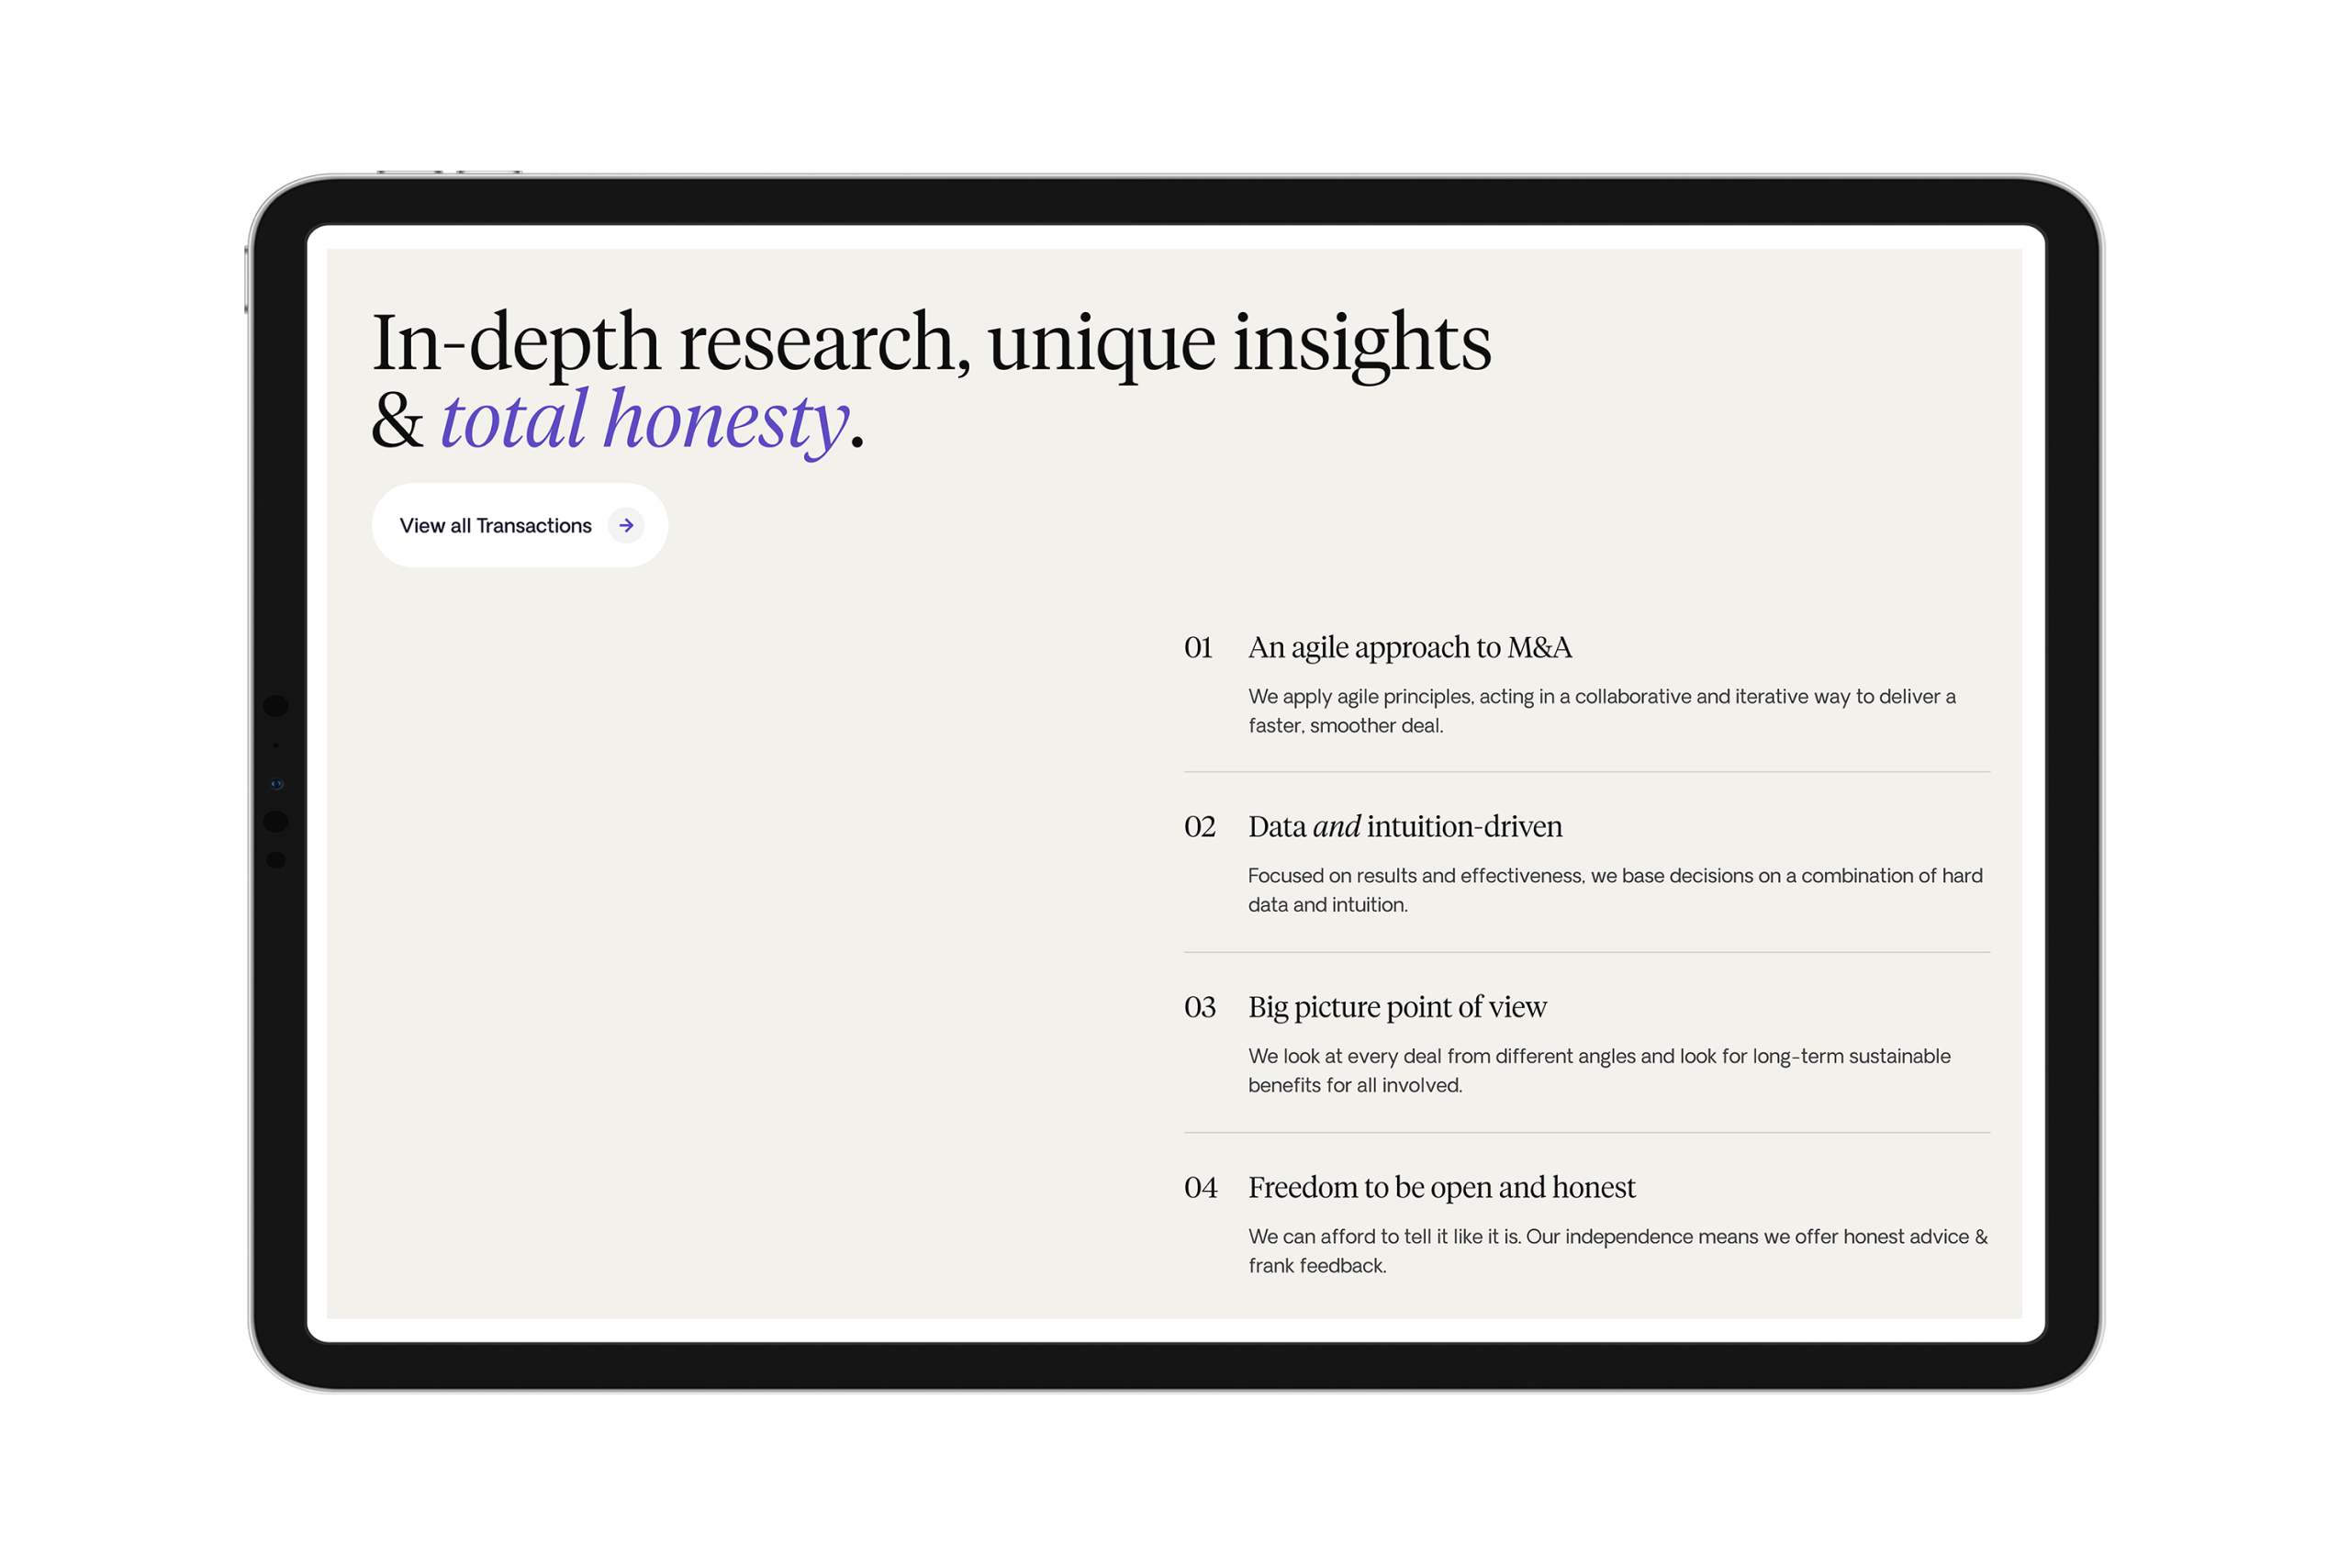 In-depth research, unique insights
& total honesty.
View all Transactions
01 An agile approach to M&A
We apply agile principles, acting in a collaborative and iterative way to deliver a
faster, smoother deal.
02 Data and intuition-driven
Focused on results and effectiveness, we base decisions on a combination of hard
data and intuition.
03 Big picture point of view
We look at every deal from different angles and look for long-term sustainable
benefits for all involved.
04 Freedom to be open and honest
We can afford to tell it like it is. Our independence means we offer honest advice &
frank feedback.